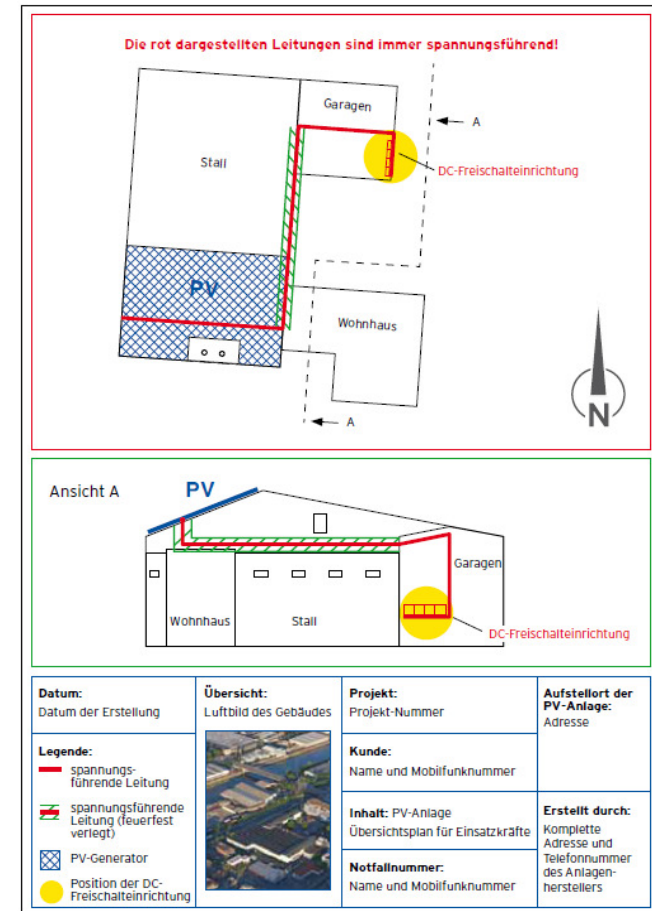 Die rot dargestellten Leitungen sind immer spannungsführend!
Garagen
A
Stall
DC-Freischalteinrichtung
PV
Wohnhaus
N
A
Ansicht A
PV
Garagen
Wohnhaus
Stall
DC-Freischalteinrichtung
Datum:
Datum der Erstellung
Übersicht:
Luftbild des Gebäudes
Projekt:
Projekt-Nummer
Aufstellort der
PV-Anlage:
Adresse
Legende:
spannungs-
führende Leitung
spannungsführende
Leitung (feuerfest
verlegt)
PV-Generator
Position der DC-
Freischalteinrichtung
Kunde:
Name und Mobilfunknummer
Inhalt: PV-Anlage
Übersichtsplan für Einsatzkräfte
Notfallnummer:
Name und Mobilfunknummer
Erstellt durch:
Komplette
Adresse und
Telefonnummer
des Anlagen-
herstellers